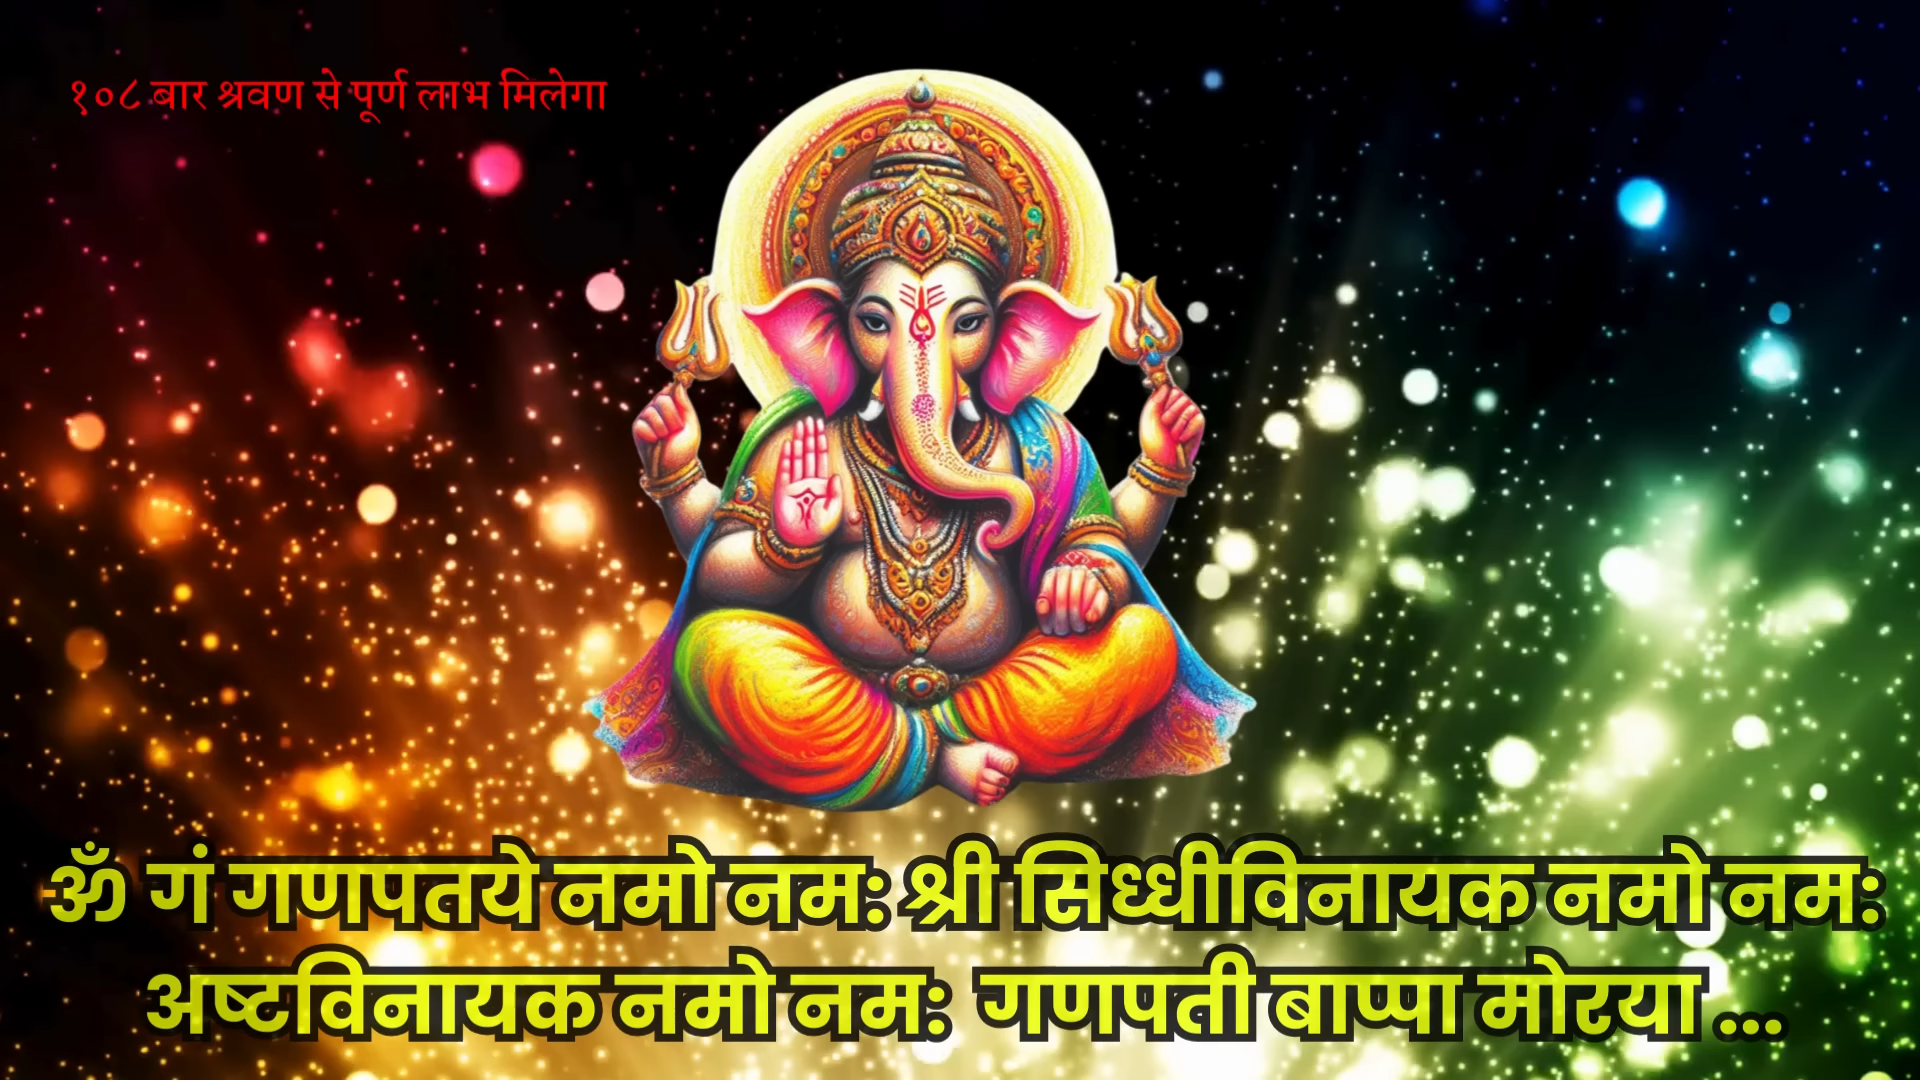 १०८ बार श्रवण से पूर्ण लाभ मिलेगा
ॐ गं गणपतये नमो नमः श्री सिध्धीविनायक नमो नमः
अष्टविनायक नमो नमः गणपती बाप्पा मोरया ...